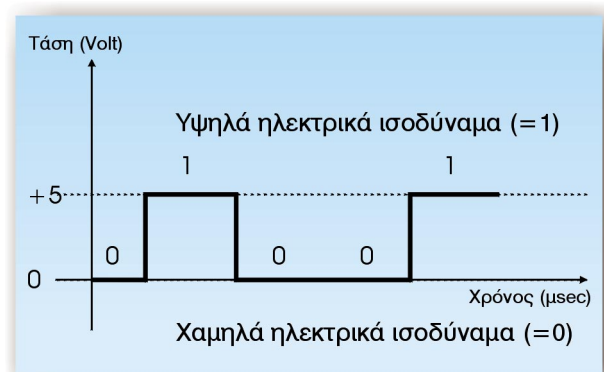 Τάση (Volt)
Υψηλά ηλεκτρικά ισοδύναμα (=1)
1 1
+5
0 0 0
0
Χρόνος (μsec)
Χαμηλά ηλεκτρικά ισοδύναμα (=0)